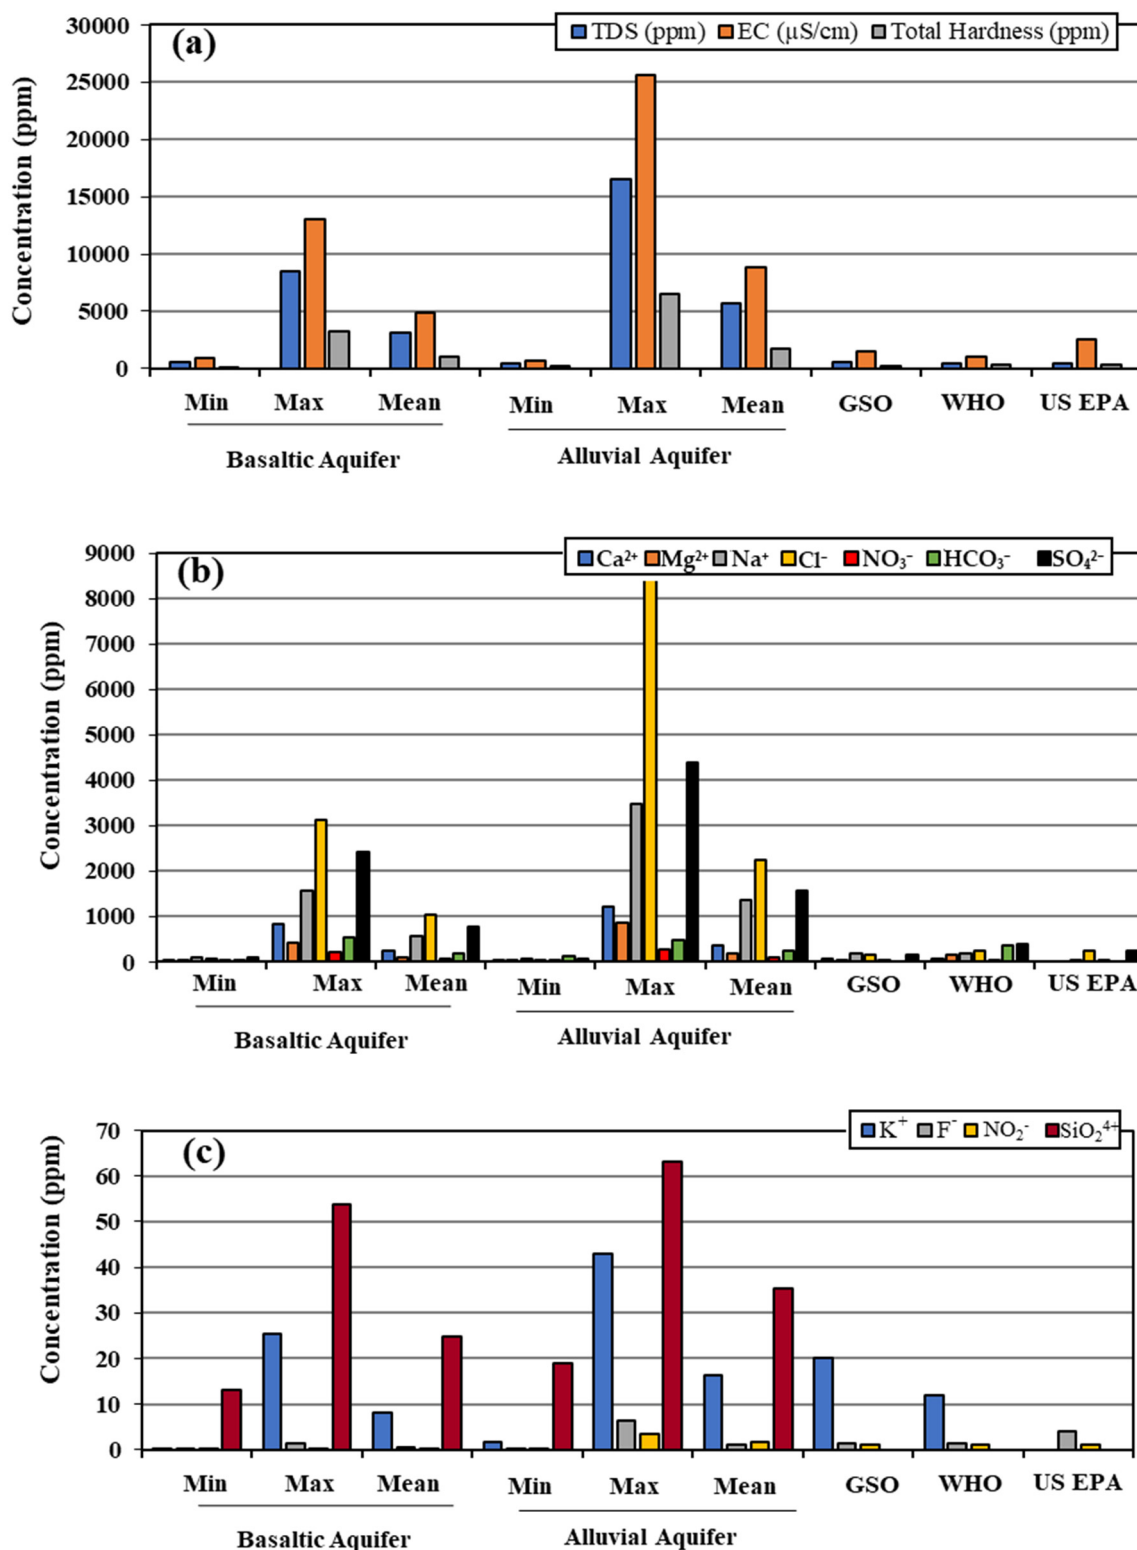 (a)
TDS (ppm) EC (µS/cm) Total Hardness (ppm)
Concentration (ppm)
30000
25000
20000
15000
10000
5000
0
Min Max Mean Min Max Mean GSO WHO US EPA
Basaltic Aquifer Alluvial Aquifer
(b)
Ca²⁺ Mg²⁺ Na⁺ Cl⁻ NO₃⁻ HCO₃⁻ SO₄²⁻
Concentration (ppm)
9000
8000
7000
6000
5000
4000
3000
2000
1000
0
Min Max Mean Min Max Mean GSO WHO US EPA
Basaltic Aquifer Alluvial Aquifer
(c)
K⁺ F⁻ NO₂⁻ SiO₂⁴⁺
Concentration (ppm)
70
60
50
40
30
20
10
0
Min Max Mean Min Max Mean GSO WHO US EPA
Basaltic Aquifer Alluvial Aquifer